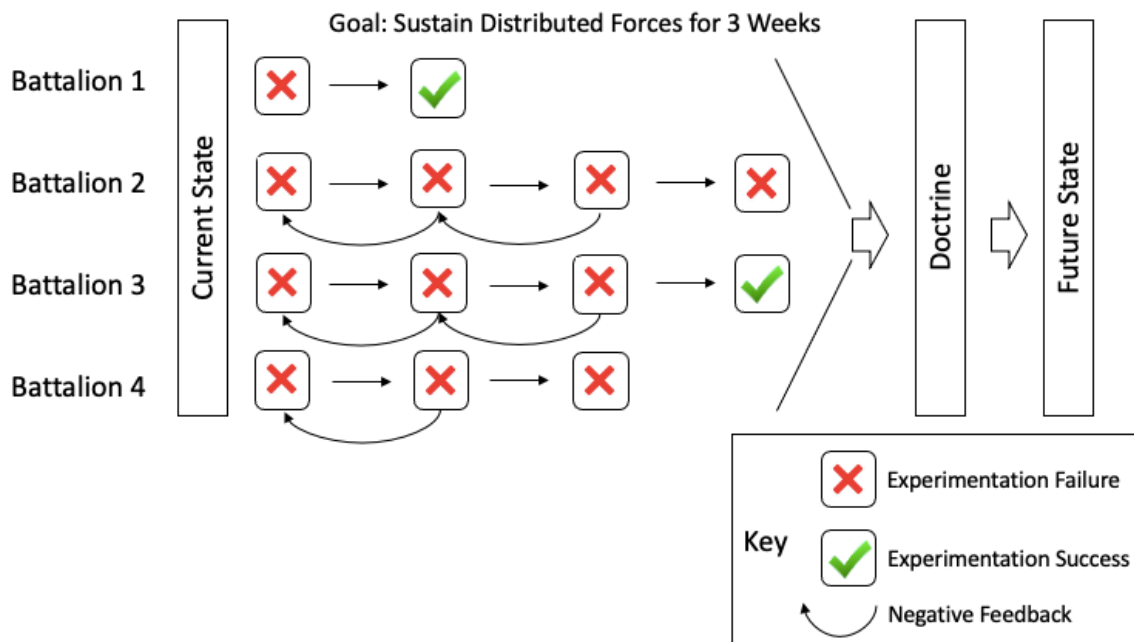 Goal: Sustain Distributed Forces for 3 Weeks
Battalion 1
Battalion 2
Battalion 3
Battalion 4
Current State
Doctrine
Future State
Key
Experimentation Failure
Experimentation Success
Negative Feedback